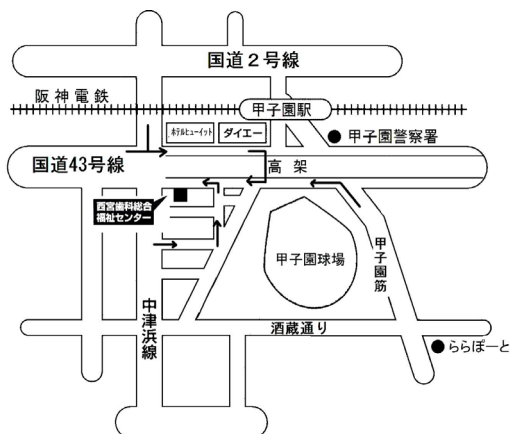 国道２号線
阪神電鉄
甲子園駅
ホテルヒューイット
ダイエー
甲子園警察署
国道43号線
高架
西宮歯科総合
福祉センター
甲子園球場
甲子園筋
中津浜線
酒蔵通り
ららぽーと